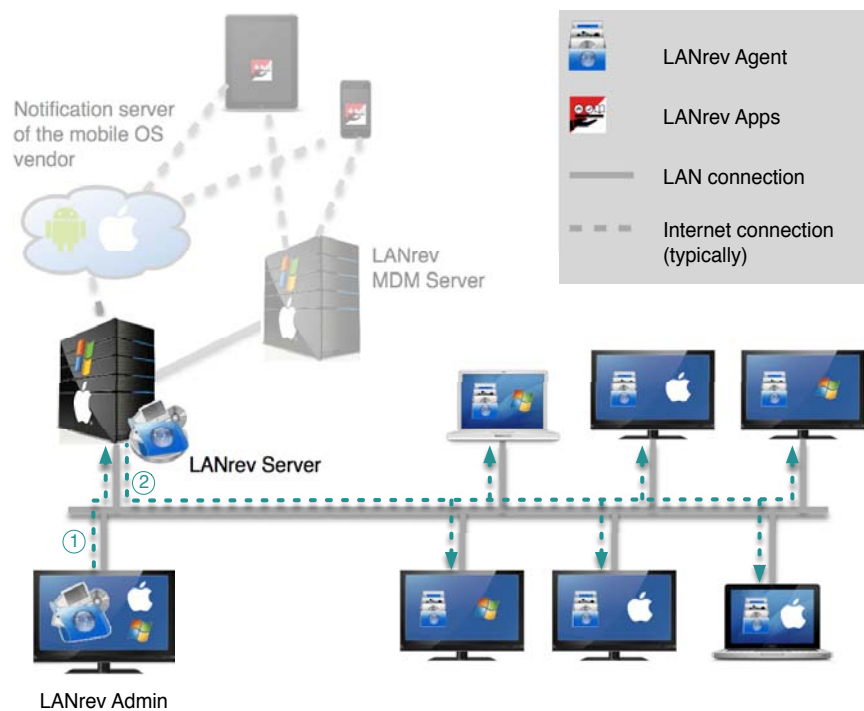 Notification server
of the mobile OS
vendor
LANrev
MDM Server
LANrev Agent
LANrev Apps
LAN connection
Internet connection
(typically)
LANrev Server
2
1
LANrev Admin